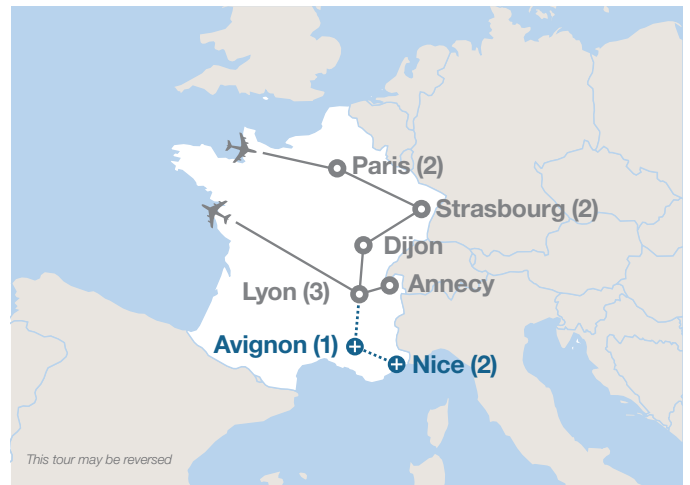 Paris (2)
Strasbourg (2)
Dijon
Annecy
Lyon (3)
Avignon (1)
Nice (2)
This tour may be reversed